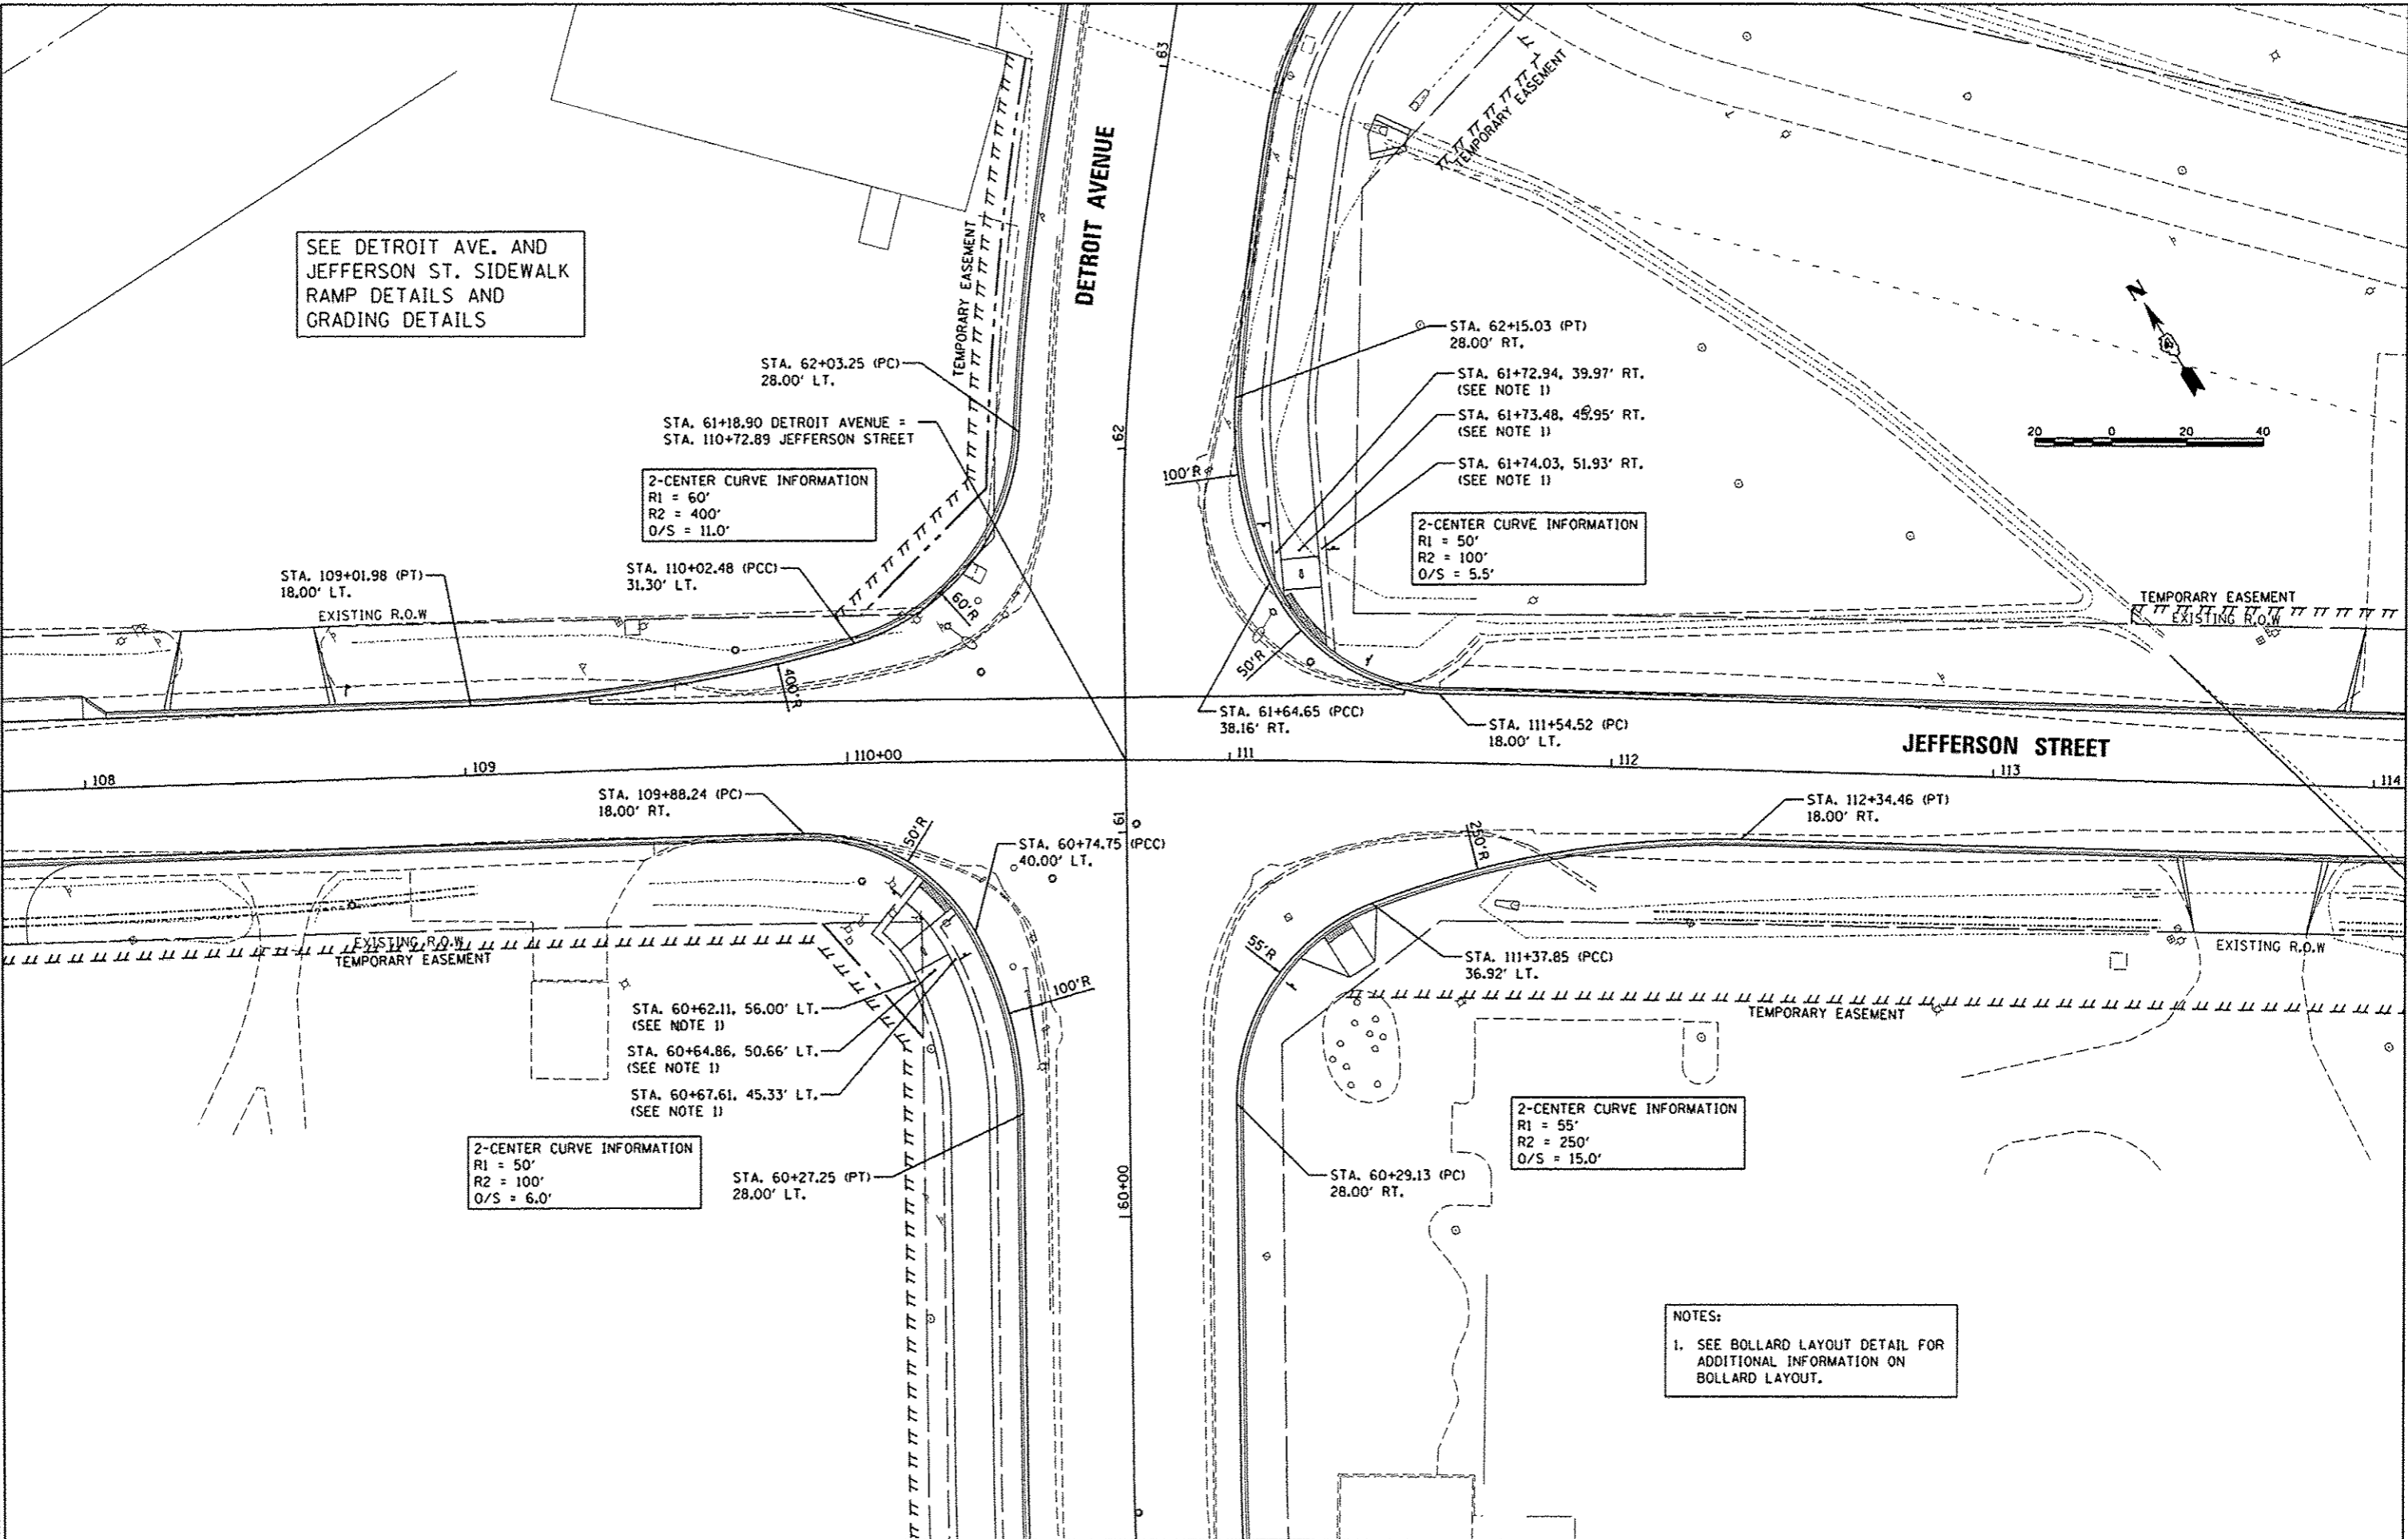 63
TEMPORARY EASEMENT
DETROIT AVENUE
SEE DETROIT AVE. AND
JEFFERSON ST. SIDEWALK
RAMP DETAILS AND
GRADING DETAILS
TEMPORARY EASEMENT
N
STA. 62+03.25 (PC)
28.00' LT.
STA. 61+18.90 DETROIT AVENUE =
STA. 110+72.89 JEFFERSON STREET
2-CENTER CURVE INFORMATION
R1 = 60'
R2 = 400'
O/S = 11.0'
STA. 110+02.48 (PCC)
31.30' LT.
STA. 109+01.98 (PT)
18.00' LT.
EXISTING R.O.W
60'R
400'R
62
100'R
STA. 62+15.03 (PT)
28.00' RT.
STA. 61+72.94, 39.97' RT.
(SEE NOTE 1)
STA. 61+73.48, 45.95' RT.
(SEE NOTE 1)
STA. 61+74.03, 51.93' RT.
(SEE NOTE 1)
20 0 20 40
2-CENTER CURVE INFORMATION
R1 = 50'
R2 = 100'
O/S = 5.5'
TEMPORARY EASEMENT
EXISTING R.O.W
50'R
STA. 61+64.65 (PCC)
38.16' RT.
STA. 111+54.52 (PC)
18.00' LT.
JEFFERSON STREET
108
109
110+00
111
112
113
114
STA. 109+88.24 (PC)
18.00' RT.
50'R
61
STA. 60+74.75 (PCC)
40.00' LT.
250'R
STA. 112+34.46 (PT)
18.00' RT.
EXISTING R.O.W
TEMPORARY EASEMENT
55'R
STA. 111+37.85 (PCC)
36.92' LT.
EXISTING R.O.W
TEMPORARY EASEMENT
100'R
STA. 60+62.11, 56.00' LT.
(SEE NOTE 1)
STA. 60+64.86, 50.66' LT.
(SEE NOTE 1)
STA. 60+67.61, 45.33' LT.
(SEE NOTE 1)
2-CENTER CURVE INFORMATION
R1 = 50'
R2 = 100'
O/S = 6.0'
STA. 60+27.25 (PT)
28.00' LT.
60+00
2-CENTER CURVE INFORMATION
R1 = 55'
R2 = 250'
O/S = 15.0'
STA. 60+29.13 (PC)
28.00' RT.
NOTES:
1. SEE BOLLARD LAYOUT DETAIL FOR
ADDITIONAL INFORMATION ON
BOLLARD LAYOUT.